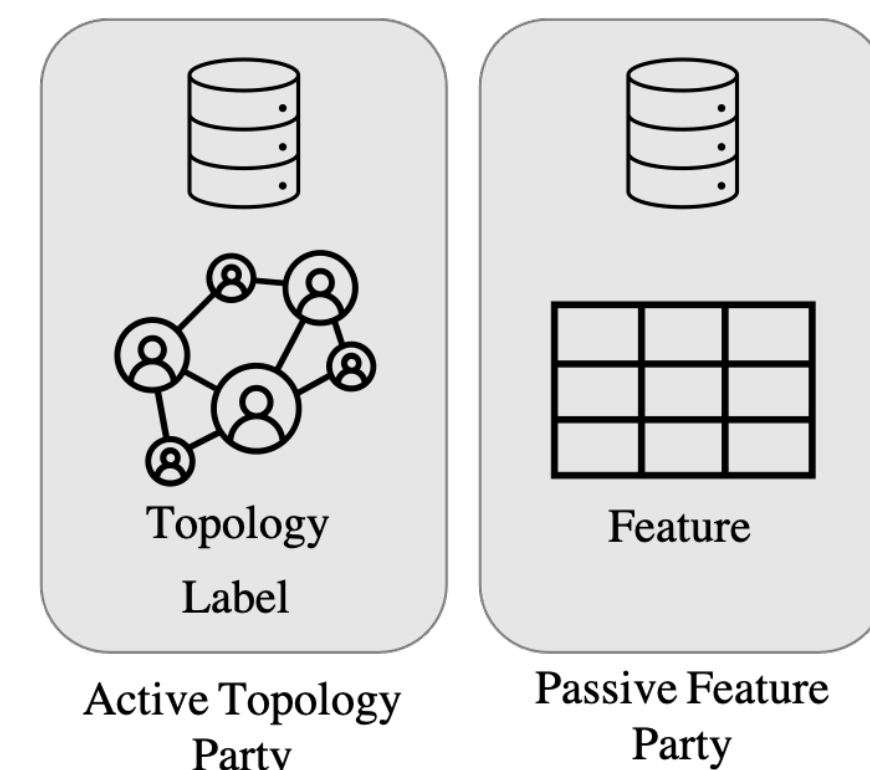 Topology
Label
Active Topology
Party
Feature
Passive Feature
Party